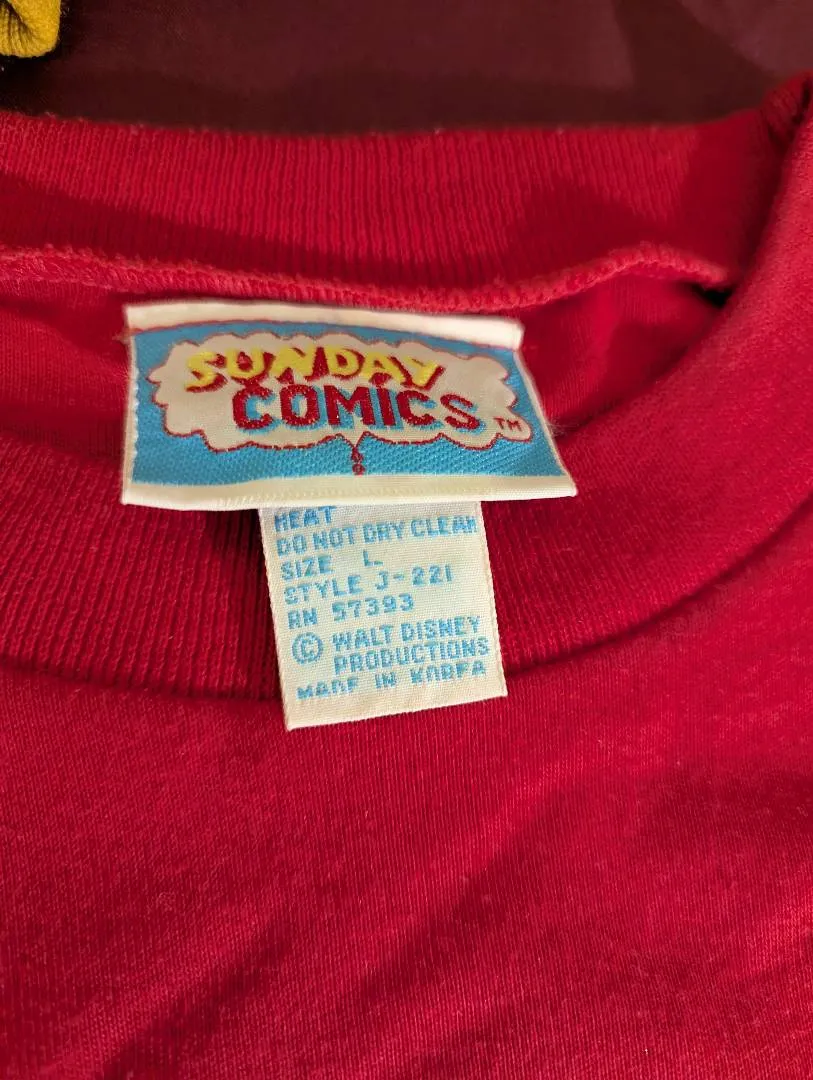 SUNDAY
COMICS TM
HEAT
DO NOT DRY CLEAN
SIZE L
STYLE J-221
RN 57393
© WALT DISNEY
PRODUCTIONS
MADE IN KOREA